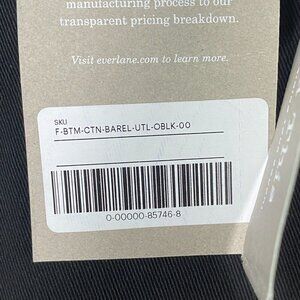 manufacturing process to our
transparent pricing breakdown.
Visit everlane.com to learn more.
SKU
F-BTM-CTN-BAREL-UTL-OBLK-00
0-00000-85746-8